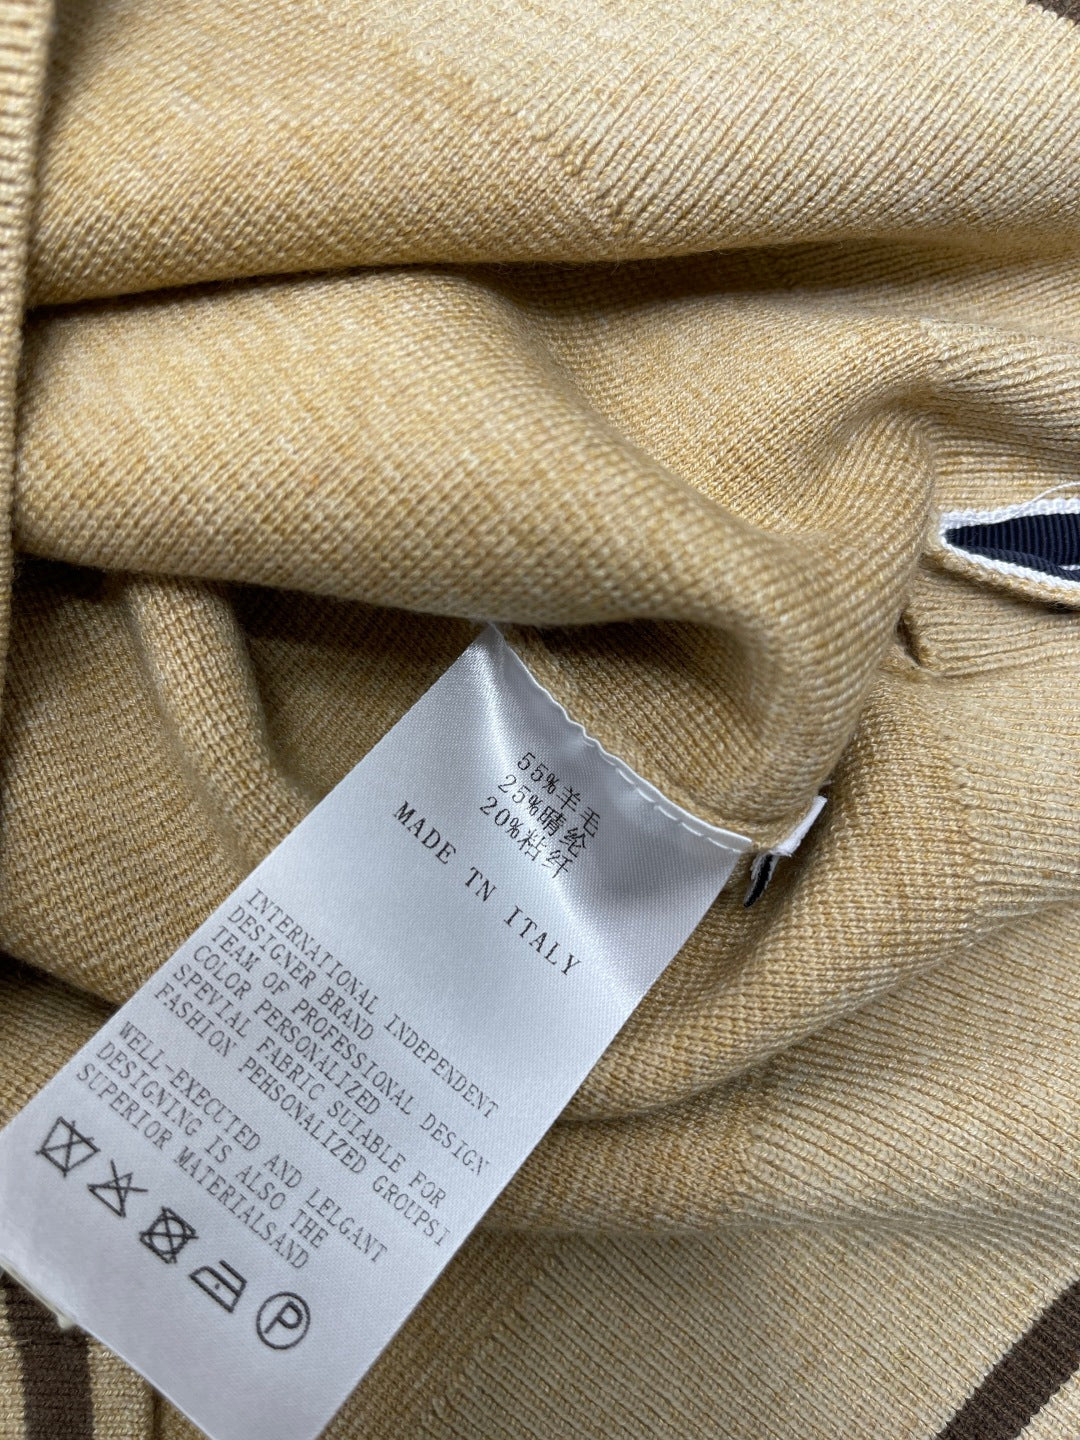 55%羊毛
25%晴纶
20%粘纤
MADE TN ITALY
INTERNATIONAL INDEPENDENT
DESIGNER BRAND
TEAM OF PROFESSIONAL DESIGN
COLOR PERSONALIZED
SPEVIAL FABRIC SUIABLE FOR
FASHION PEHSONALIZED GROUPSI
WELL-EXECUTED AND LELGANT
DESIGNING IS ALSO THE
SUPERIOR MATERIALSAND
P